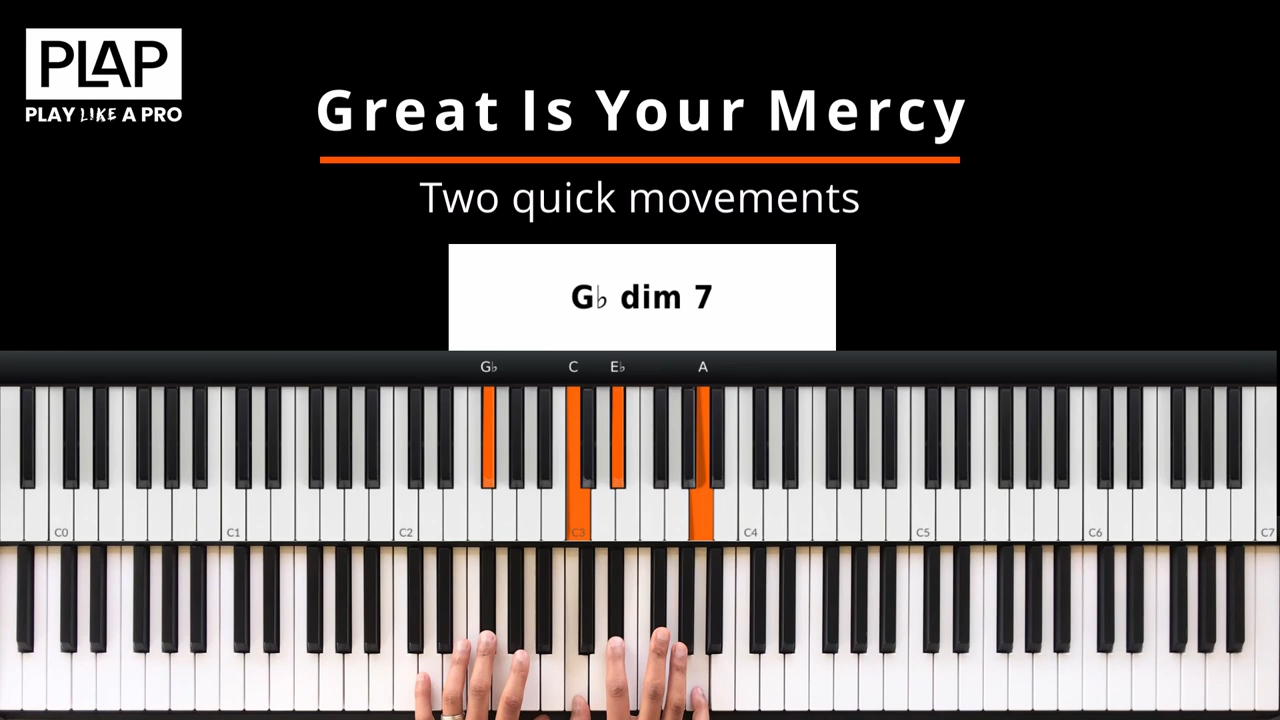 PLAP
PLAY LIKE A PRO
Great Is Your Mercy
Two quick movements
G♭ dim 7
G♭ C E♭ A
C0 C1 C2 C3 C4 C5 C6 C7